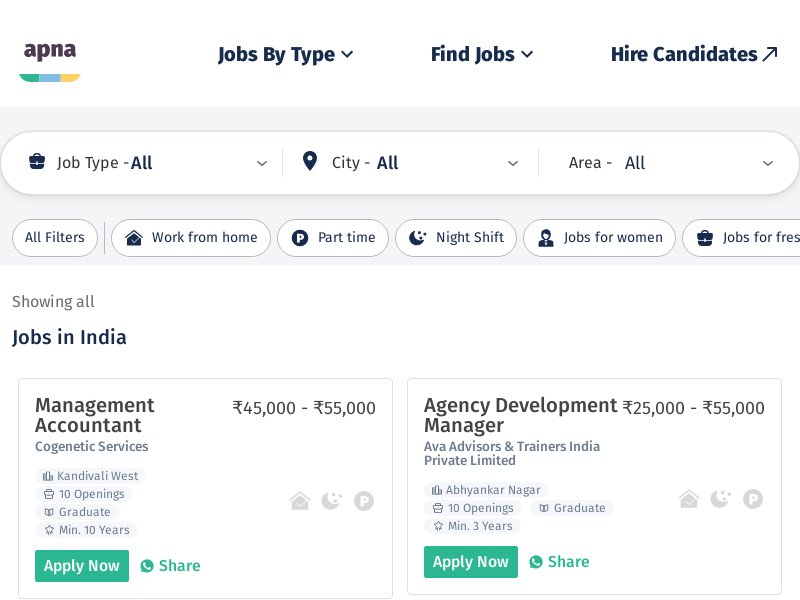 apna
Jobs By Type Find Jobs Hire Candidates
Job Type - All City - All Area - All
All Filters Work from home Part time Night Shift Jobs for women Jobs for fres
Showing all
Jobs in India
Management Accountant
₹45,000 - ₹55,000
Cogenetic Services
Kandivali West
10 Openings
Graduate
Min. 10 Years
Apply Now Share
Agency Development Manager
₹25,000 - ₹55,000
Ava Advisors & Trainers India
Private Limited
Abhyankar Nagar
10 Openings Graduate
Min. 3 Years
Apply Now Share